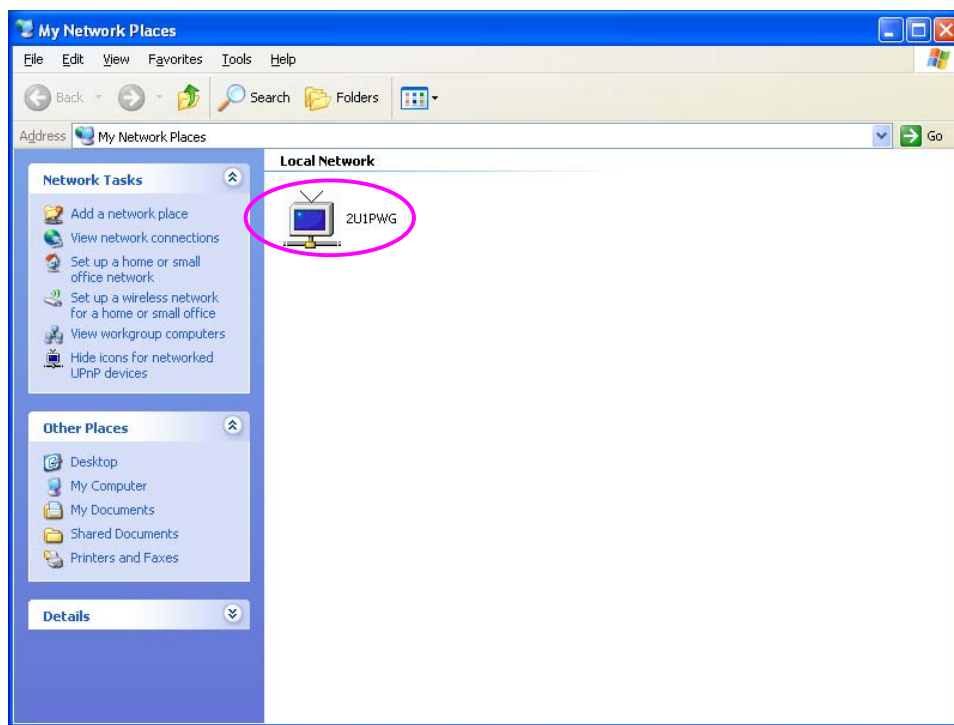 My Network Places
File Edit View Favorites Tools Help
Back Search Folders
Address My Network Places Go
Local Network
2U1PWG
Network Tasks
Add a network place
View network connections
Set up a home or small
office network
Set up a wireless network
for a home or small office
View workgroup computers
Hide icons for networked
UPnP devices
Other Places
Desktop
My Computer
My Documents
Shared Documents
Printers and Faxes
Details